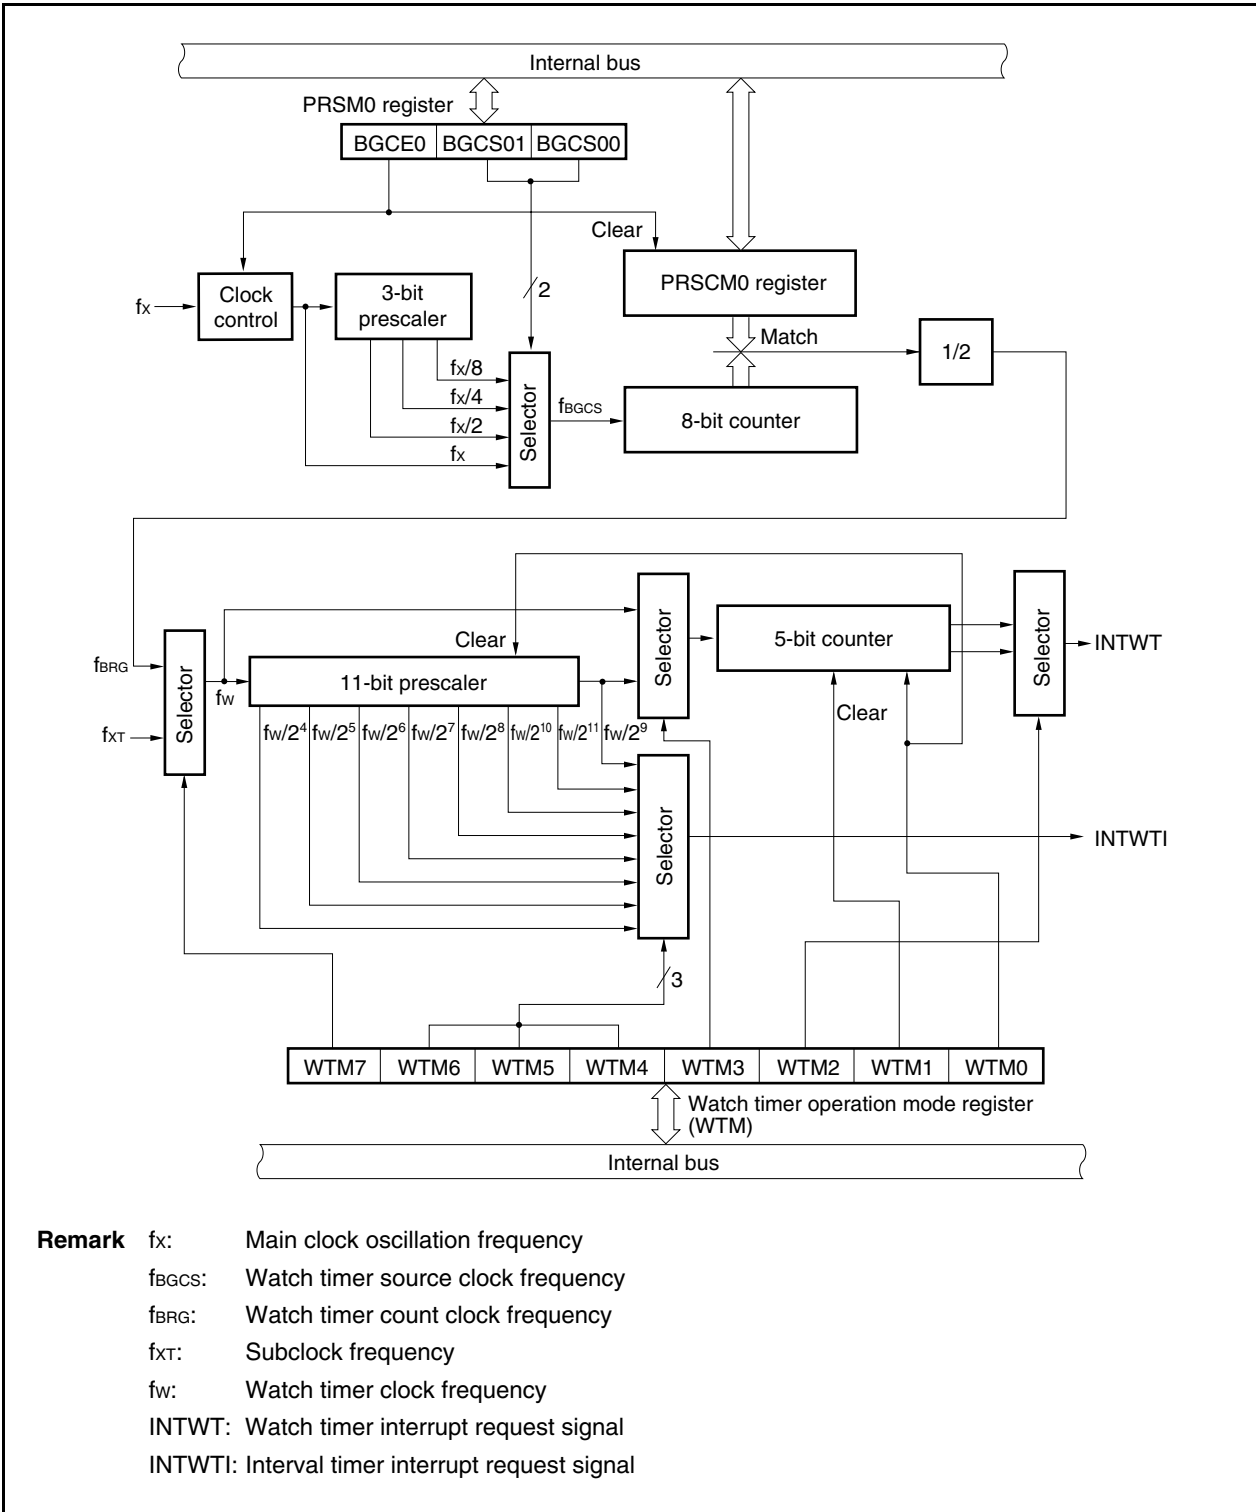 Internal bus
PRSM0 register
BGCE0 BGCS01 BGCS00
Clear
PRSCM0 register
2
fX
Clock control
3-bit prescaler
Match
1/2
fX/8
fX/4
fX/2
fX
Selector
fBGCS
8-bit counter
Clear
Selector
5-bit counter
Selector
INTWT
fBRG
Selector
fW
11-bit prescaler
fXT
Clear
fW/2⁴ fW/2⁵ fW/2⁶ fW/2⁷ fW/2⁸ fW/2¹⁰ fW/2¹¹ fW/2⁹
Selector
INTWTI
3
WTM7 WTM6 WTM5 WTM4 WTM3 WTM2 WTM1 WTM0
Watch timer operation mode register
(WTM)
Internal bus
Remark fX: Main clock oscillation frequency
fBGCS: Watch timer source clock frequency
fBRG: Watch timer count clock frequency
fXT: Subclock frequency
fW: Watch timer clock frequency
INTWT: Watch timer interrupt request signal
INTWTI: Interval timer interrupt request signal